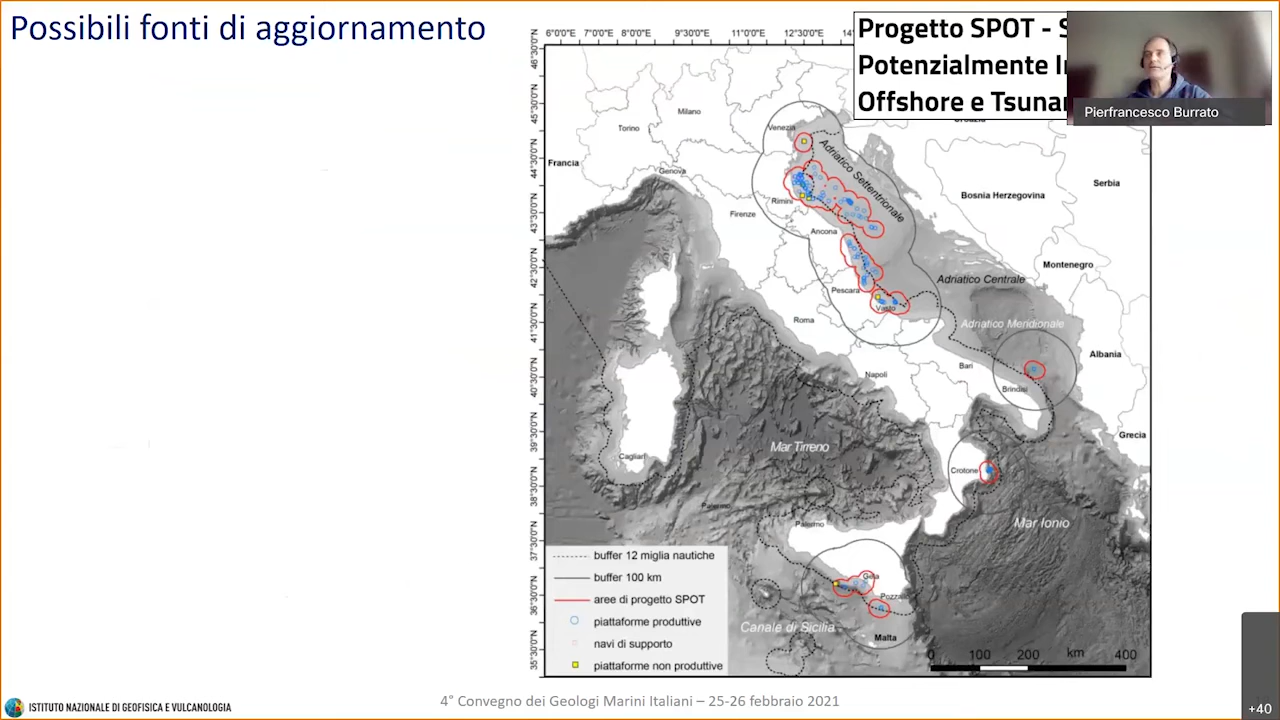 Possibili fonti di aggiornamento
Progetto SPOT - S
Potenzialmente I
Offshore e Tsuna
Pierfrancesco Burrato
6°0'0"E 7°0'0"E 8°0'0"E 9°30'0"E 11°0'0"E 12°30'0"E 14°
46°30'0"N
45°30'0"N
44°30'0"N
43°30'0"N
42°30'0"N
41°30'0"N
40°30'0"N
39°30'0"N
38°30'0"N
37°30'0"N
36°30'0"N
35°30'0"N
Croazia
Milano
Venezia
Torino
Francia
Genova
Adriatico Settentrionale
Serbia
Bosnia Herzegovina
Rimini
Firenze
Ancona
Montenegro
Adriatico Centrale
Pescara
Vasto
Roma
Adriatico Meridionale
Albania
Bari
Napoli
Brindisi
Grecia
Mar Tirreno
Cagliari
Crotone
Palermo
Palermo
Mar Ionio
Gela
Pozzallo
Canale di Sicilia
Malta
buffer 12 miglia nautiche
buffer 100 km
aree di progetto SPOT
piattaforme produttive
navi di supporto
piattaforme non produttive
0 100 200 km 400
ISTITUTO NAZIONALE DI GEOFISICA E VULCANOLOGIA
4° Convegno dei Geologi Marini Italiani – 25-26 febbraio 2021
+40